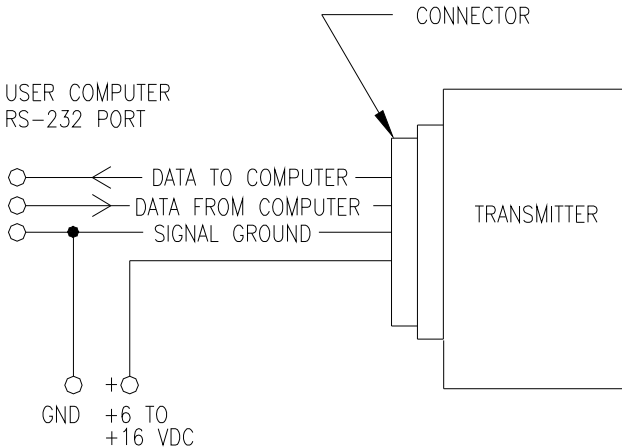 CONNECTOR
USER COMPUTER
RS-232 PORT
DATA TO COMPUTER
DATA FROM COMPUTER
SIGNAL GROUND
TRANSMITTER
+
GND
+6 TO
+16 VDC